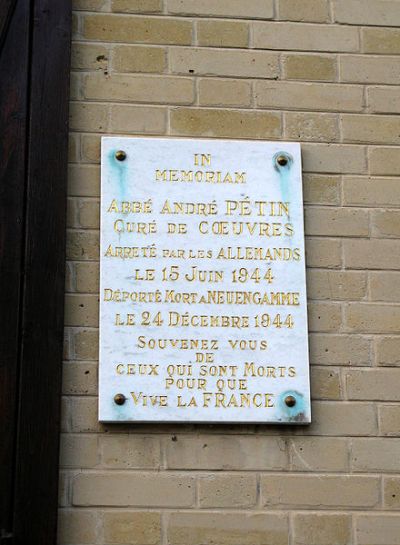 IN
MEMORIAM
ABBÉ ANDRÉ PÉTIN
CURÉ DE CŒUVRES
ARRETÉ PAR LES ALLEMANDS
LE 15 JUIN 1944
DÉPORTÉ MORT A NEUENGAMME
LE 24 DÉCEMBRE 1944
SOUVENEZ VOUS
DE
CEUX QUI SONT MORTS
POUR QUE
VIVE LA FRANCE